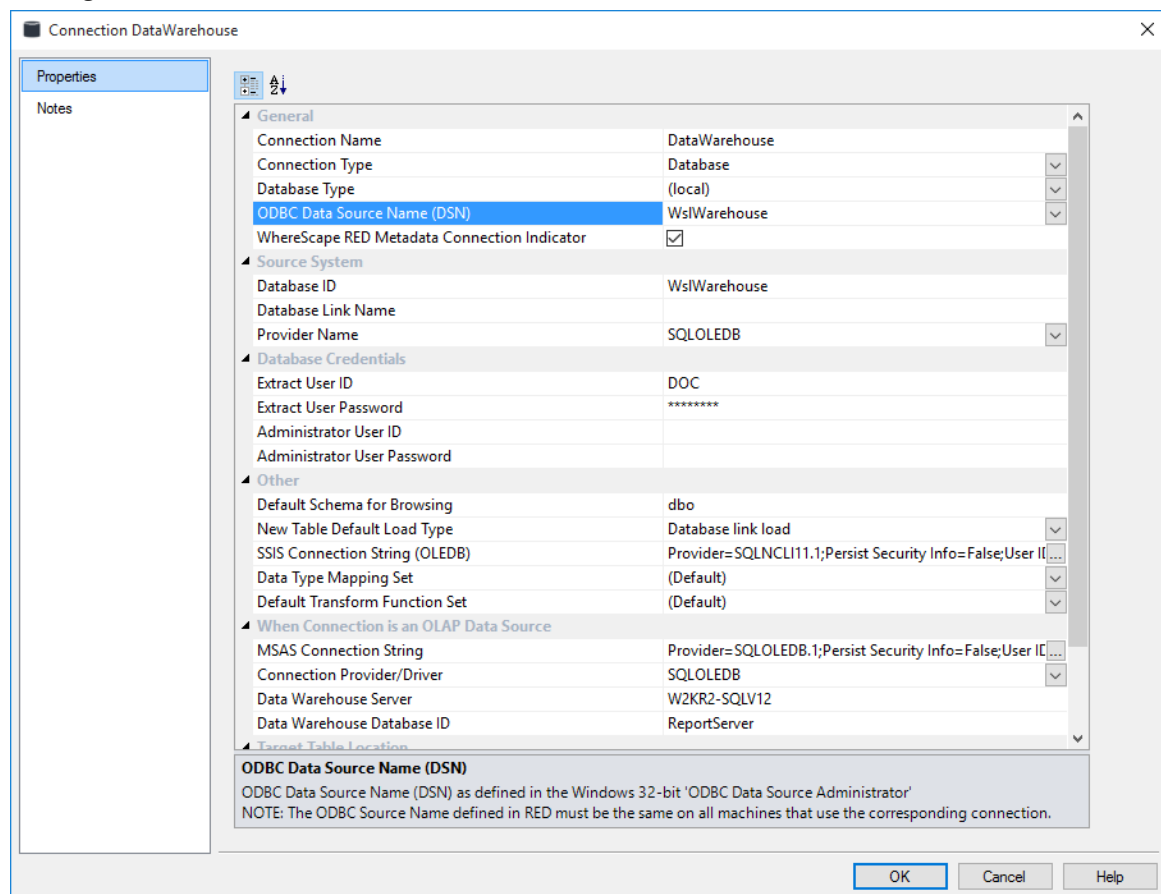 Connection DataWarehouse
Properties
Notes
General
Connection Name DataWarehouse
Connection Type Database
Database Type (local)
ODBC Data Source Name (DSN) WslWarehouse
WhereScape RED Metadata Connection Indicator
Source System
Database ID WslWarehouse
Database Link Name
Provider Name SQLOLEDB
Database Credentials
Extract User ID DOC
Extract User Password ********
Administrator User ID
Administrator User Password
Other
Default Schema for Browsing dbo
New Table Default Load Type Database link load
SSIS Connection String (OLEDB) Provider=SQLNCLI11.1;Persist Security Info=False;User I ...
Data Type Mapping Set (Default)
Default Transform Function Set (Default)
When Connection is an OLAP Data Source
MSAS Connection String Provider=SQLOLEDB.1;Persist Security Info=False;User I ...
Connection Provider/Driver SQLOLEDB
Data Warehouse Server W2KR2-SQLV12
Data Warehouse Database ID ReportServer
Target Table Location
ODBC Data Source Name (DSN)
ODBC Data Source Name (DSN) as defined in the Windows 32-bit 'ODBC Data Source Administrator'
NOTE: The ODBC Source Name defined in RED must be the same on all machines that use the corresponding connection.
OK Cancel Help